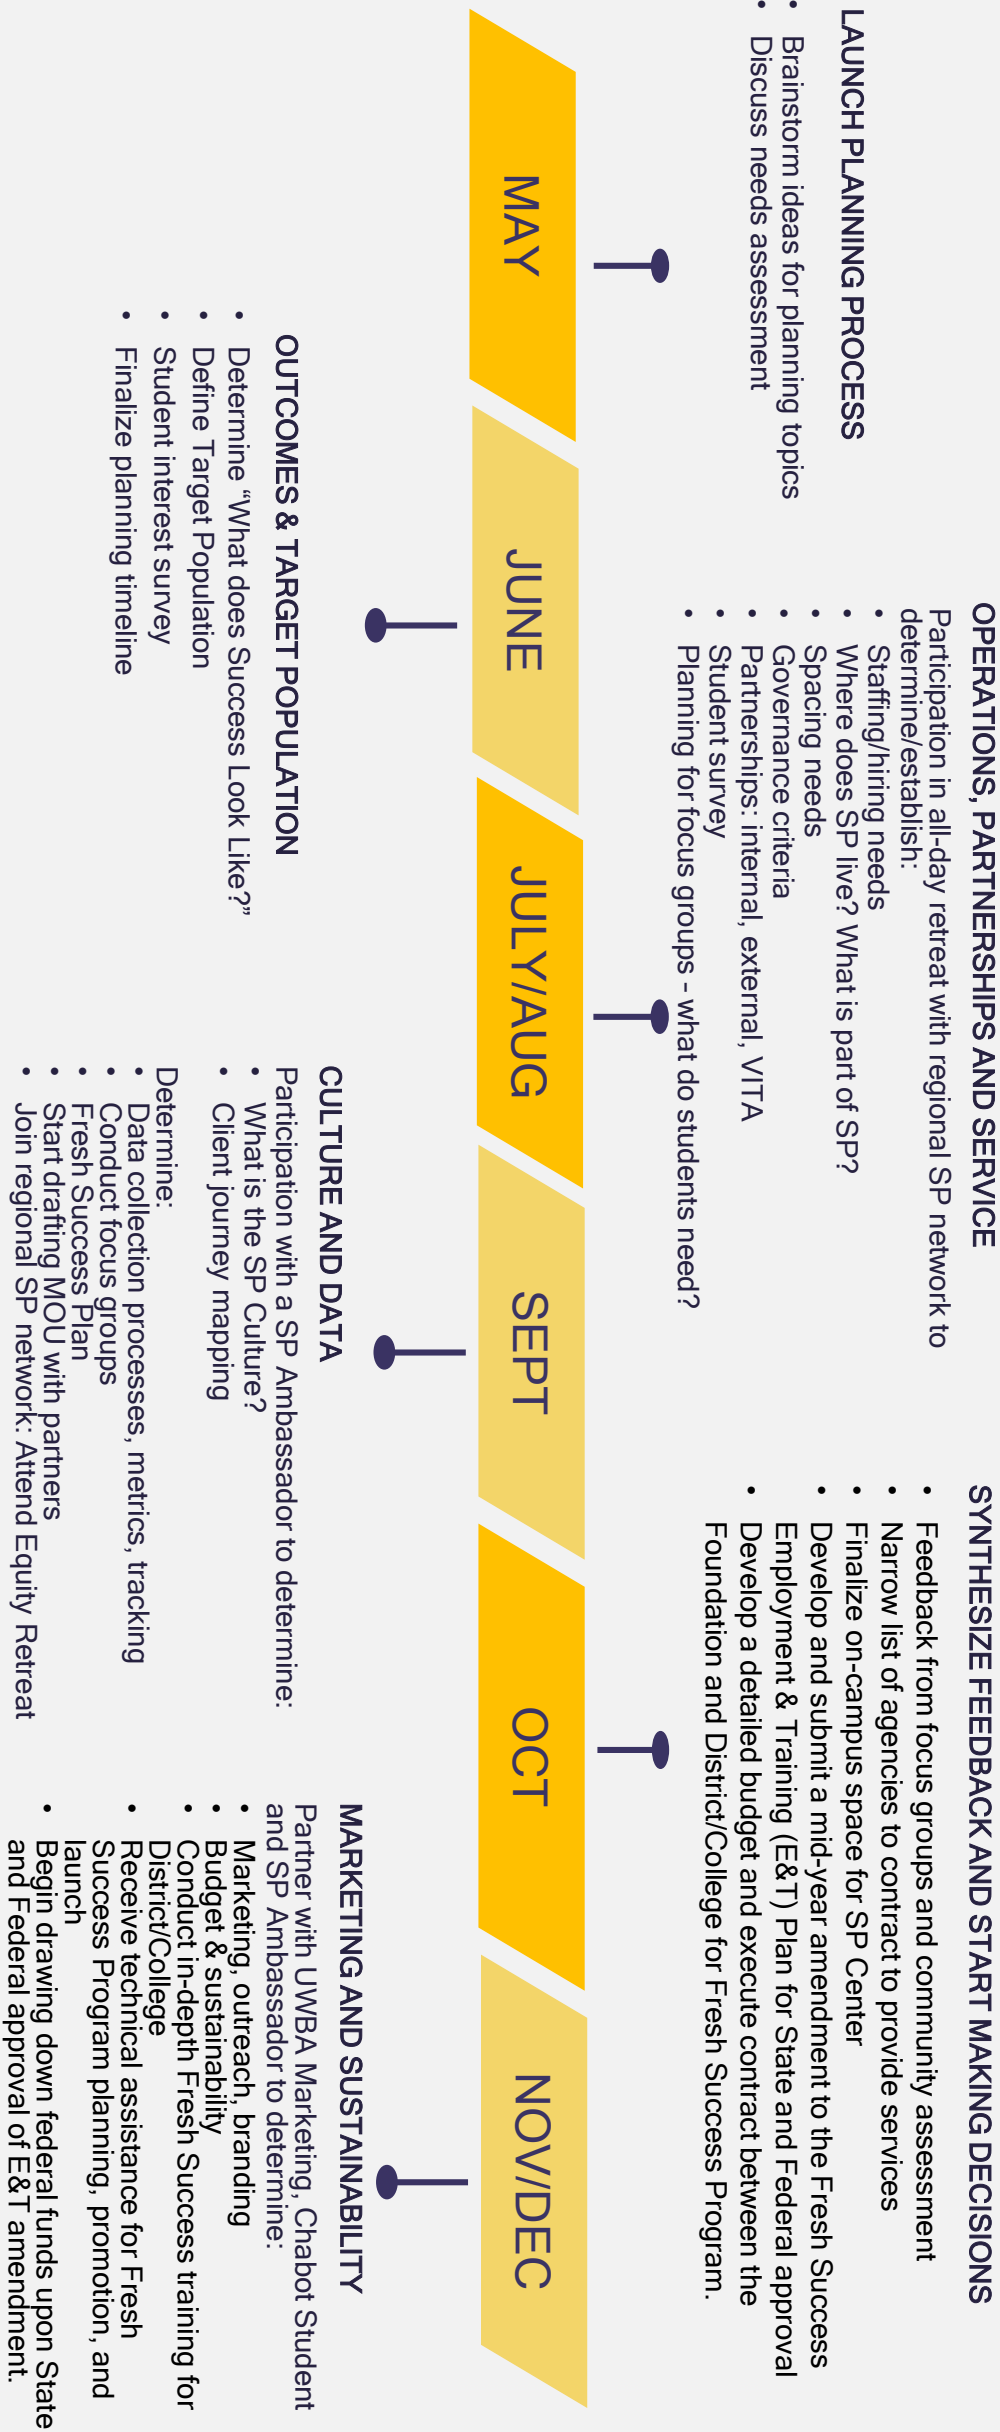 LAUNCH PLANNING PROCESS
• Brainstorm ideas for planning topics
• Discuss needs assessment
OPERATIONS, PARTNERSHIPS AND SERVICE
Participation in all-day retreat with regional SP network to
determine/establish:
• Staffing/hiring needs
• Where does SP live? What is part of SP?
• Spacing needs
• Governance criteria
• Partnerships: internal, external, VITA
• Student survey
• Planning for focus groups - what do students need?
SYNTHESIZE FEEDBACK AND START MAKING DECISIONS
• Feedback from focus groups and community assessment
• Narrow list of agencies to contract to provide services
• Finalize on-campus space for SP Center
• Develop and submit a mid-year amendment to the Fresh Success
Employment & Training (E&T) Plan for State and Federal approval
• Develop a detailed budget and execute contract between the
Foundation and District/College for Fresh Success Program.
MAY
JUNE
JULY/AUG
SEPT
OCT
NOV/DEC
OUTCOMES & TARGET POPULATION
• Determine “What does Success Look Like?”
• Define Target Population
• Student interest survey
• Finalize planning timeline
CULTURE AND DATA
Participation with a SP Ambassador to determine:
• What is the SP Culture?
• Client journey mapping
Determine:
• Data collection processes, metrics, tracking
• Conduct focus groups
• Fresh Success Plan
• Start drafting MOU with partners
• Join regional SP network: Attend Equity Retreat
MARKETING AND SUSTAINABILITY
Partner with UWBA Marketing, Chabot Student
and SP Ambassador to determine:
• Marketing, outreach, branding
• Budget & sustainability
• Conduct in-depth Fresh Success training for
District/College
• Receive technical assistance for Fresh
Success Program planning, promotion, and
launch
• Begin drawing down federal funds upon State
and Federal approval of E&T amendment.